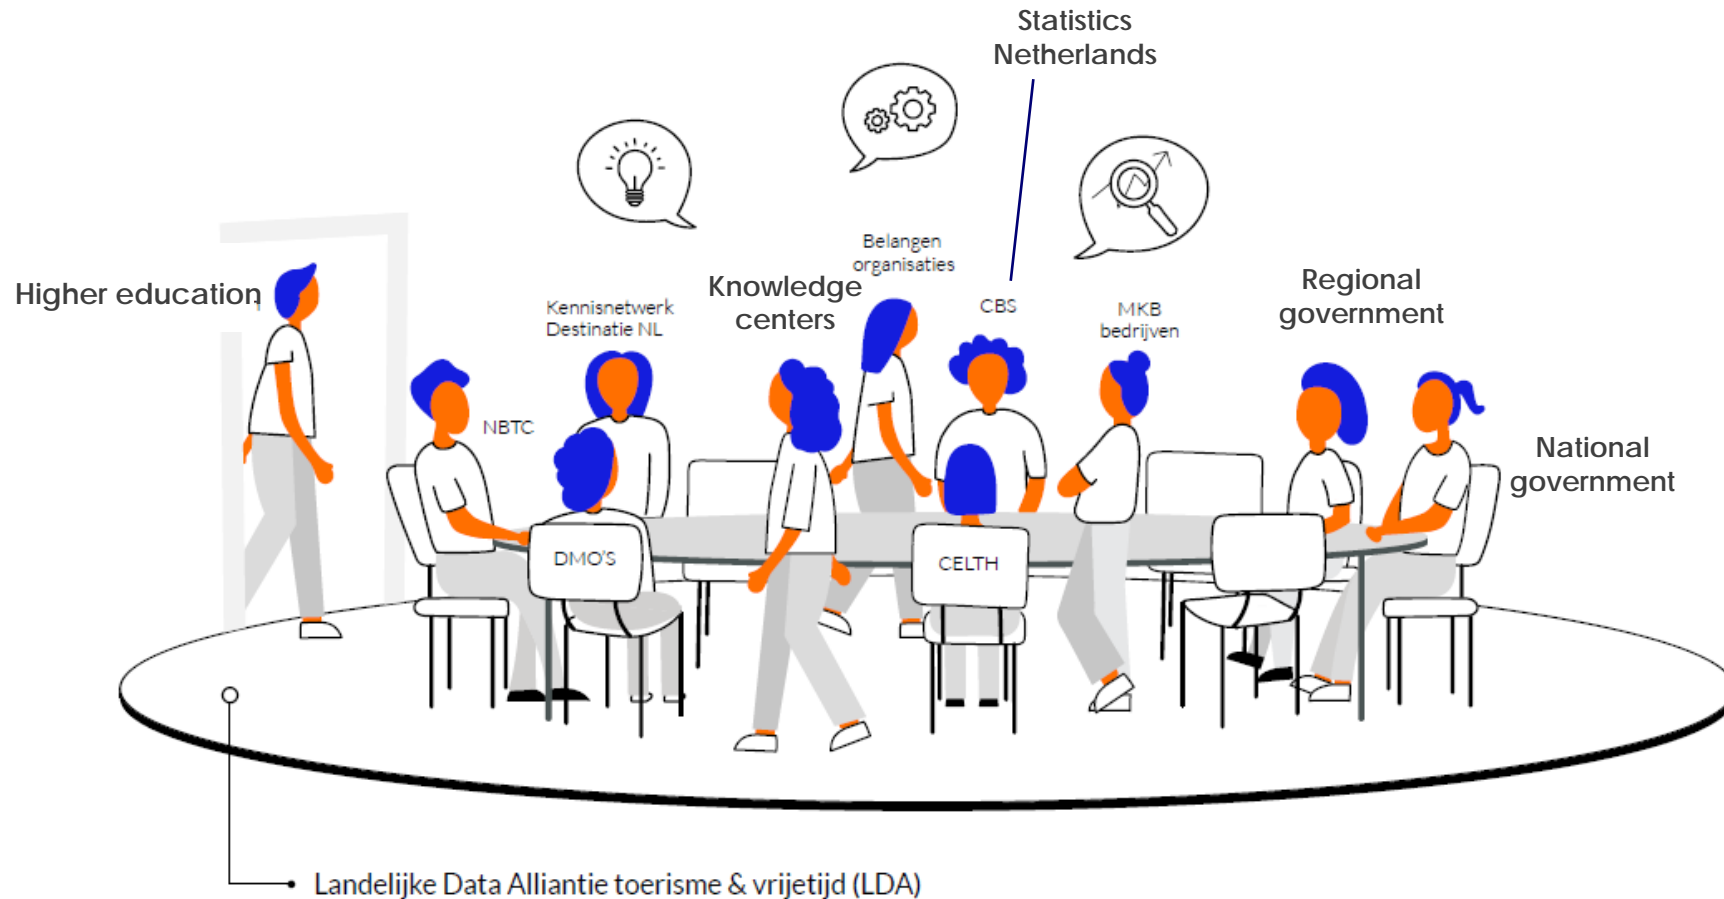 Statistics
Netherlands
Belangen
organisaties
Higher education
Kennisnetwerk
Destinatie NL
Knowledge
centers
CBS
MKB
bedrijven
Regional
government
NBTC
National
government
DMO'S
CELTH
Landelijke Data Alliantie toerisme & vrijetijd (LDA)